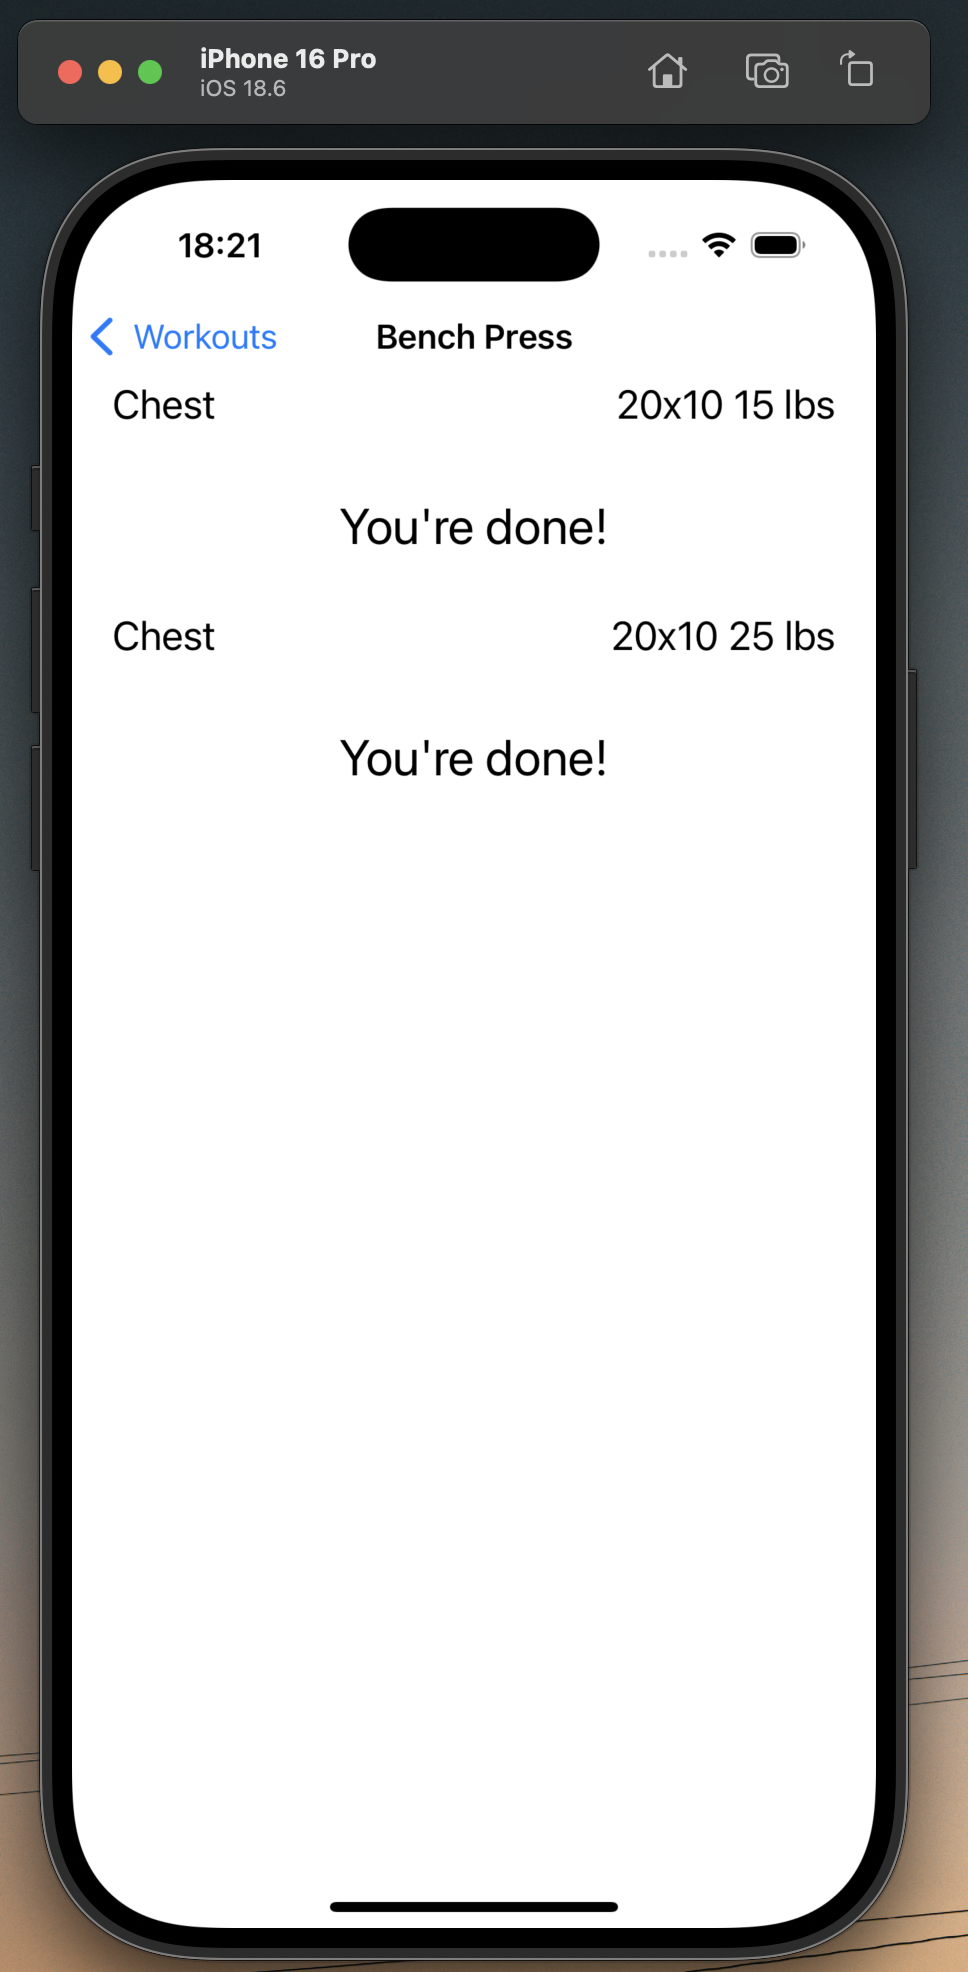 iPhone 16 Pro
iOS 18.6
18:21
Workouts Bench Press
Chest 20x10 15 lbs
You're done!
Chest 20x10 25 lbs
You're done!